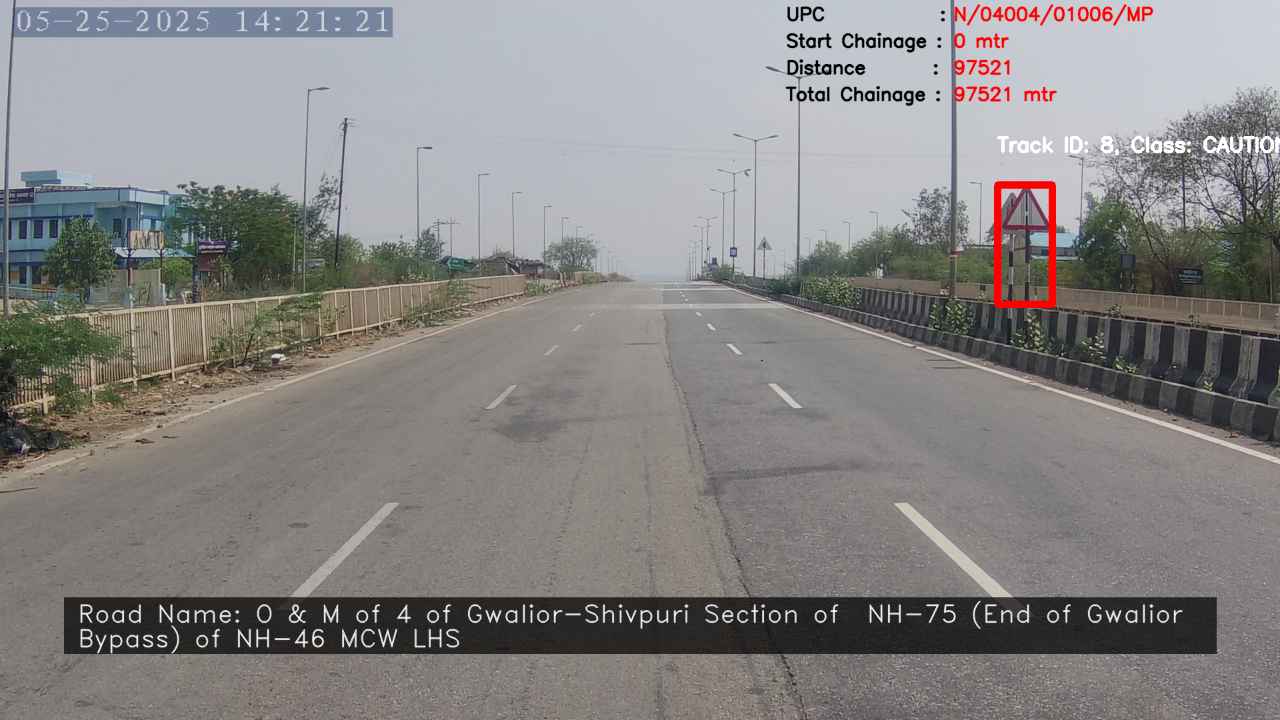 05-25-2025 14:21:21
UPC : N/04004/01006/MP
Start Chainage : 0 mtr
Distance : 97521
Total Chainage : 97521 mtr
Track ID: 8, Class: CAUTION
Road Name: O & M of 4 of Gwalior-Shivpuri Section of NH-75 (End of Gwalior
Bypass) of NH-46 MCW LHS